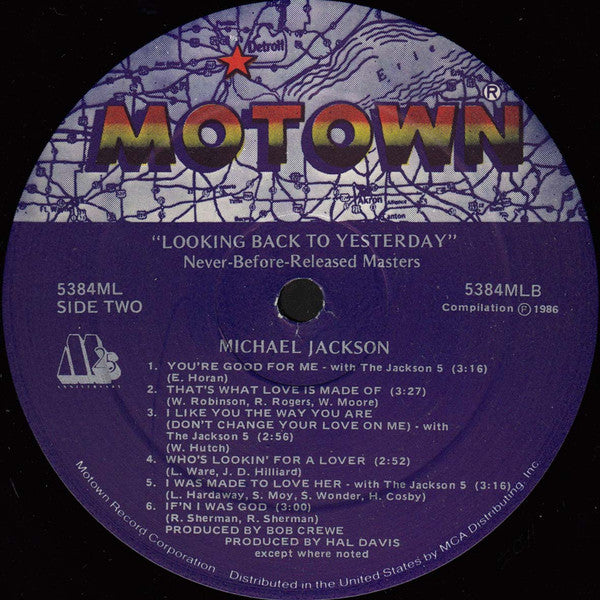 Detroit
Erie
MOTOWN®
Akron
Canton
"LOOKING BACK TO YESTERDAY"
Never-Before-Released Masters
5384ML
SIDE TWO
5384MLB
Compilation Ⓟ 1986
MICHAEL JACKSON
1. YOU'RE GOOD FOR ME - with The Jackson 5 (3:16)
(E. Horan)
2. THAT'S WHAT LOVE IS MADE OF (3:27)
(W. Robinson, R. Rogers, W. Moore)
3. I LIKE YOU THE WAY YOU ARE
(DON'T CHANGE YOUR LOVE ON ME) - with
The Jackson 5 (2:56)
(W. Hutch)
4. WHO'S LOOKIN' FOR A LOVER (2:52)
(L. Ware, J. D. Hilliard)
5. I WAS MADE TO LOVE HER - with The Jackson 5 (3:16)
(L. Hardaway, S. Moy, S. Wonder, H. Cosby)
6. IF'N I WAS GOD (3:00)
(R. Sherman, R. Sherman)
PRODUCED BY BOB CREWE
PRODUCED BY HAL DAVIS
except where noted
Motown Record Corporation
Distributed in the United States by MCA Distributing, Inc.